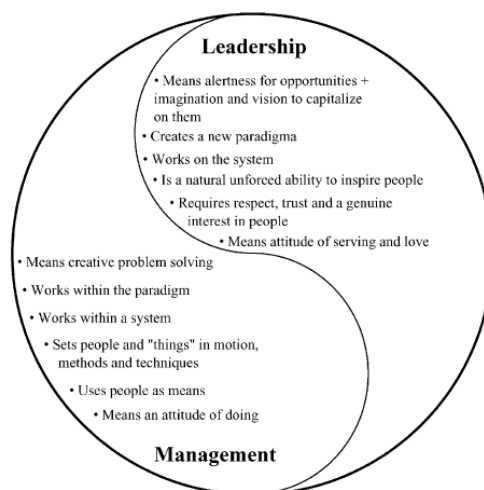 Leadership
• Means alertness for opportunities +
imagination and vision to capitalize
on them
• Creates a new paradigma
• Works on the system
• Is a natural unforced ability to inspire people
• Requires respect, trust and a genuine
interest in people
• Means attitude of serving and love
• Means creative problem solving
• Works within the paradigm
• Works within a system
• Sets people and "things" in motion,
methods and techniques
• Uses people as means
• Means an attitude of doing
Management